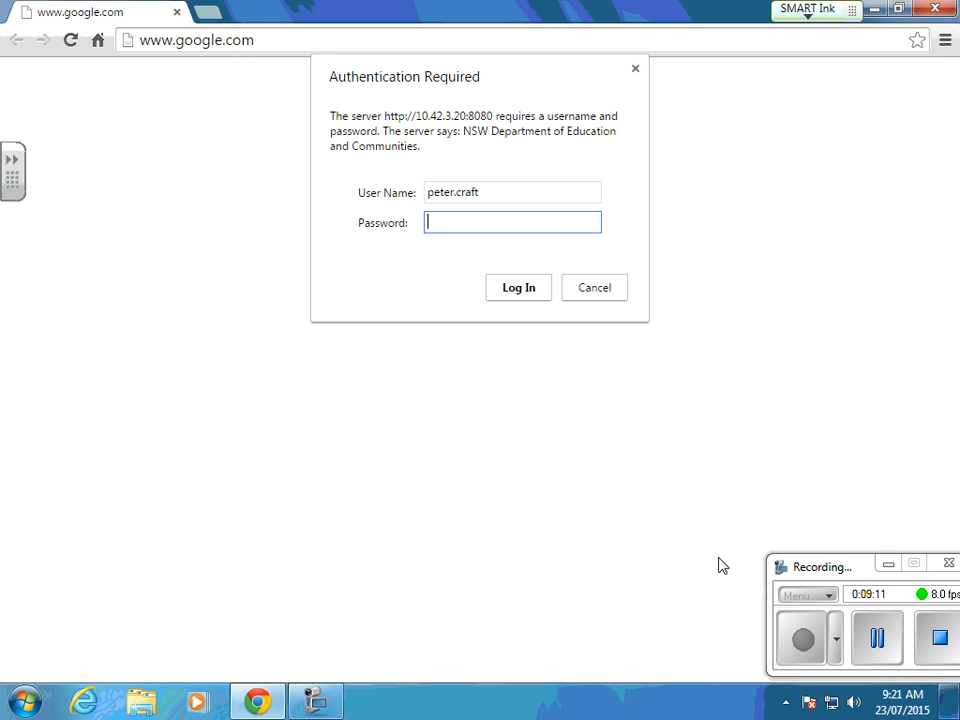 www.google.com
SMART Ink
www.google.com
Authentication Required
The server http://10.42.3.20:8080 requires a username and
password. The server says: NSW Department of Education
and Communities.
User Name: peter.craft
Password:
Log In Cancel
Recording...
Menu 0:09:11 8.0 fps
9:21 AM
23/07/2015